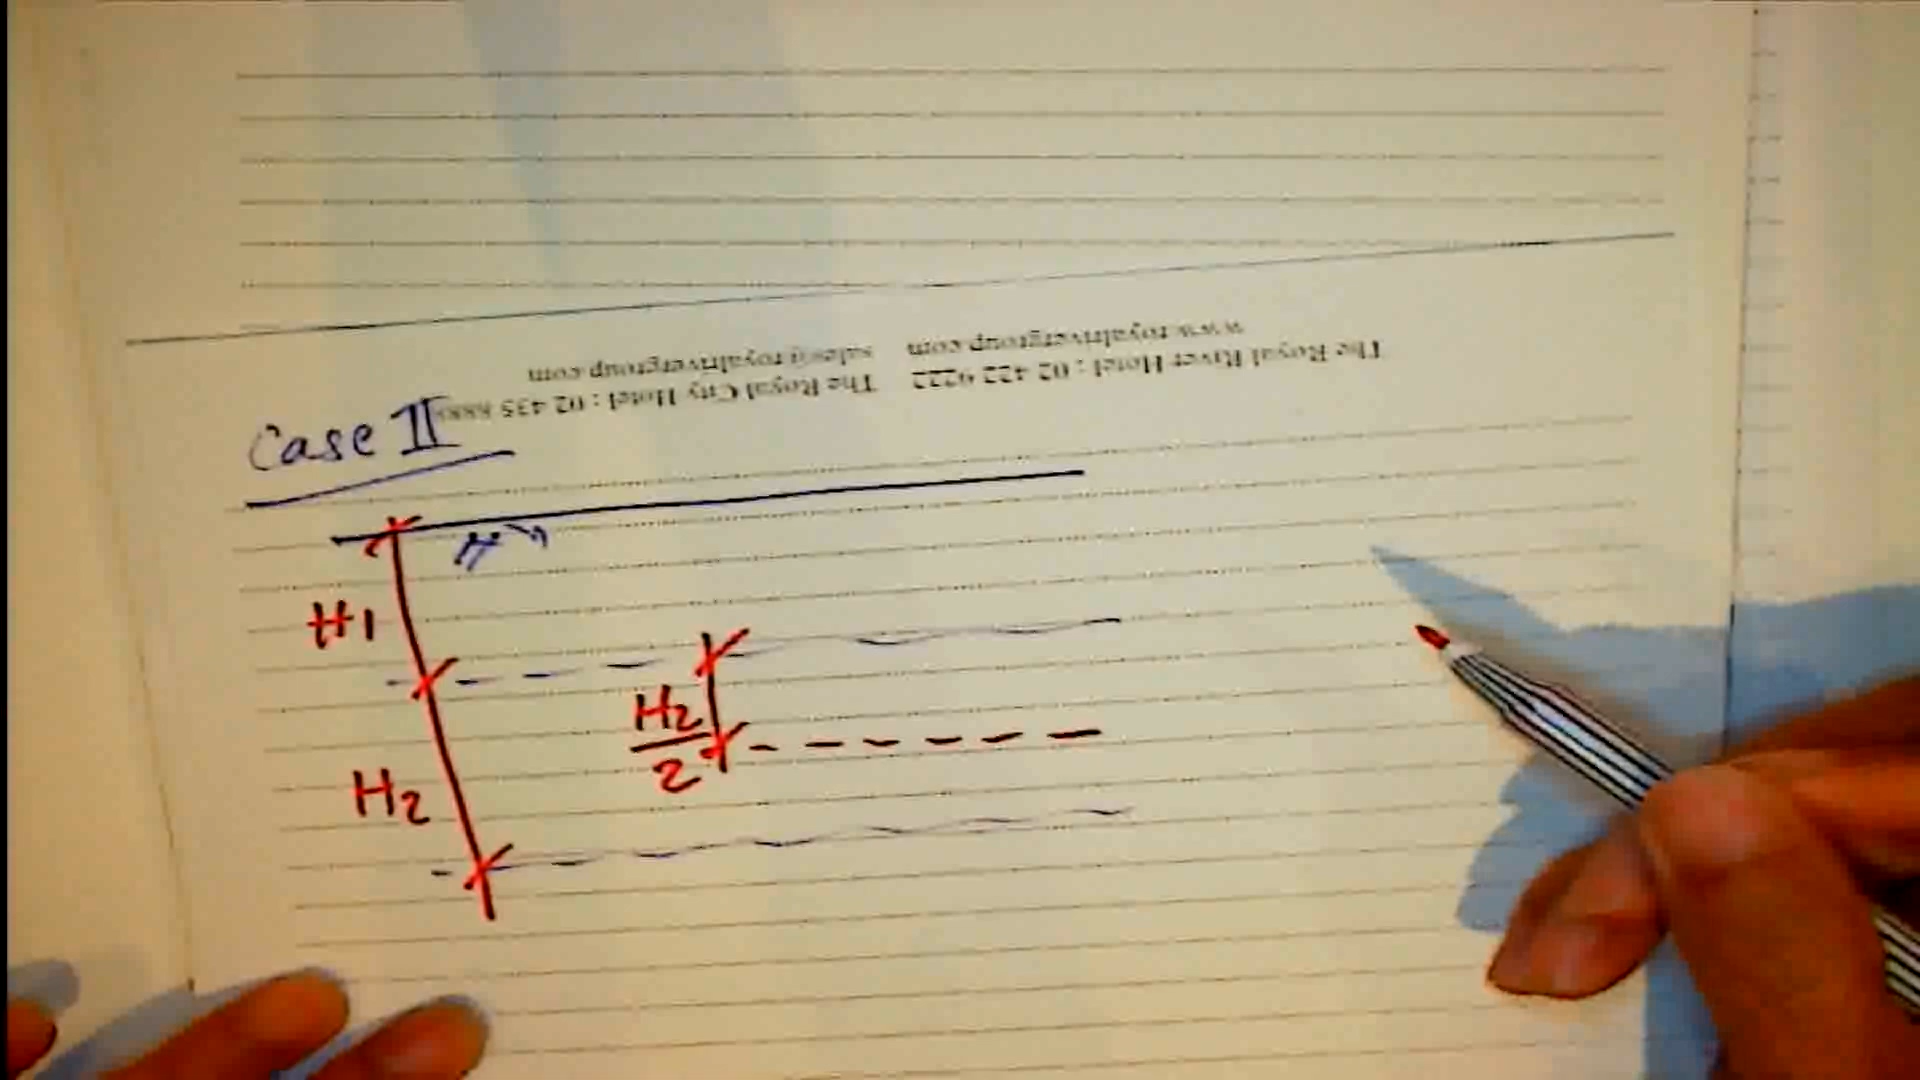 www.royalrivergroup.com
sales@royalrivergroup.com
The Royal River Hotel : 02 422 9222
The Royal City Hotel : 02 435 8888
Case II
H1
H2
2
H2